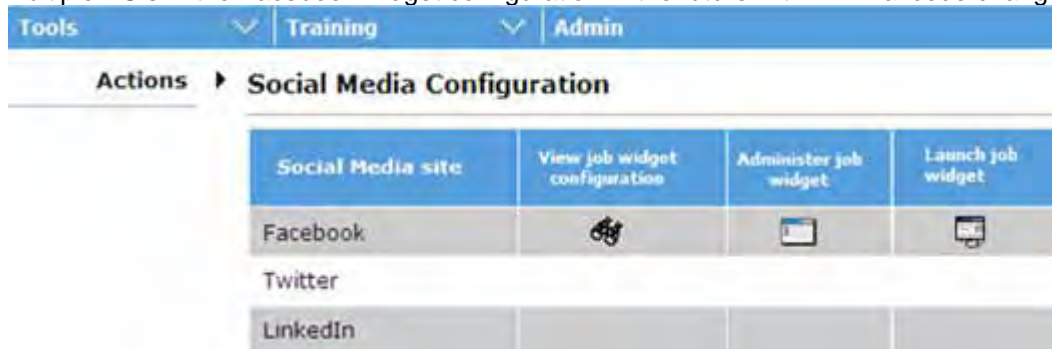 Tools Training Admin
Actions Social Media Configuration
Social Media site View job widget configuration Administer job widget Launch job widget
Facebook
Twitter
LinkedIn